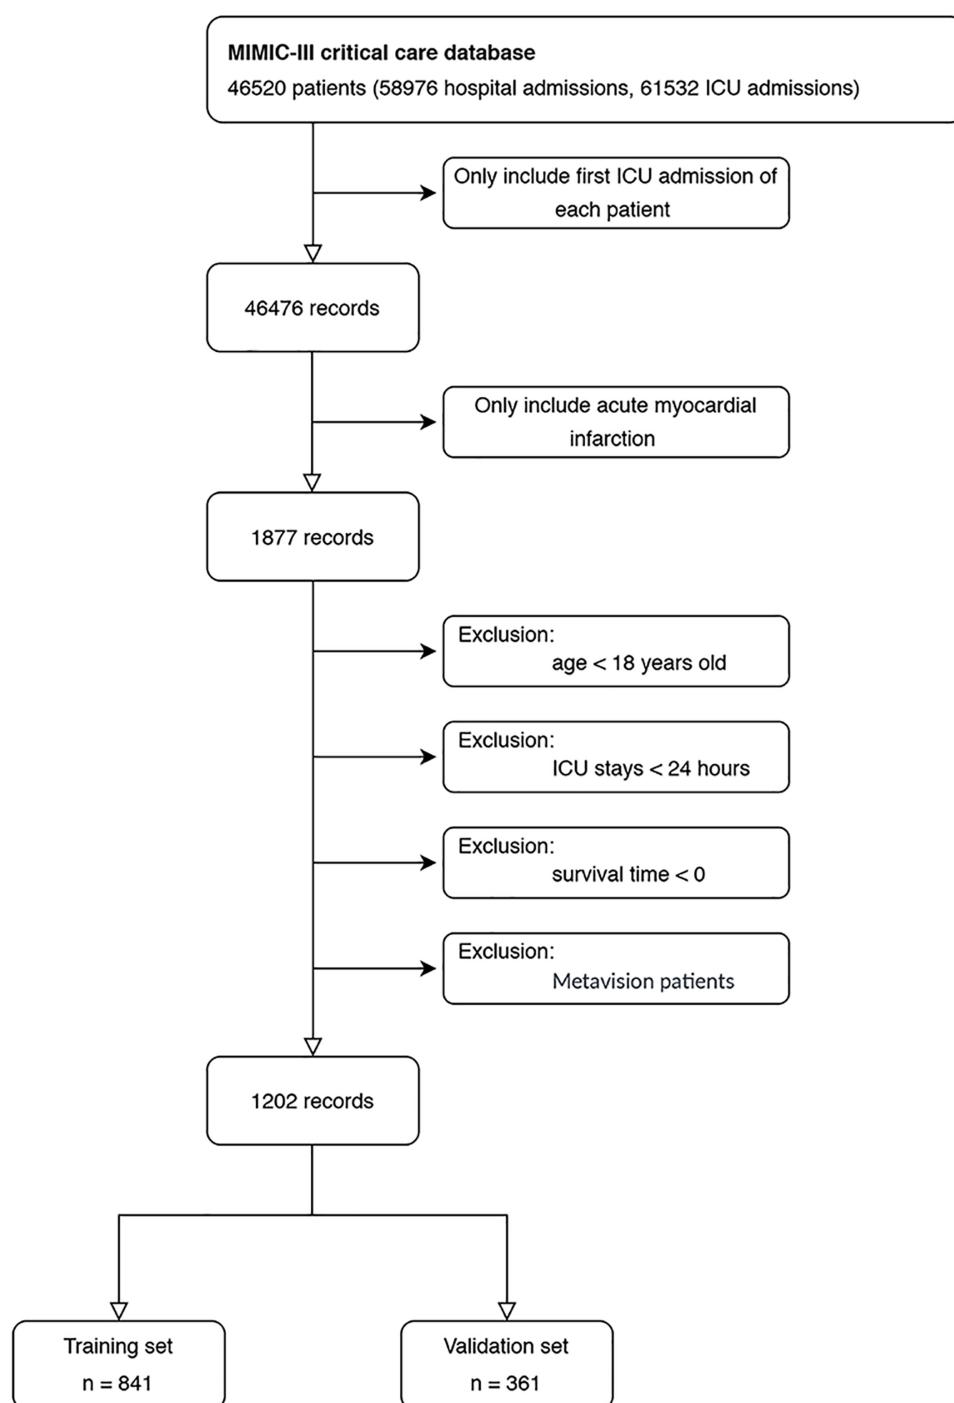 MIMIC-III critical care database
46520 patients (58976 hospital admissions, 61532 ICU admissions)
Only include first ICU admission of
each patient
46476 records
Only include acute myocardial
infarction
1877 records
Exclusion:
age < 18 years old
Exclusion:
ICU stays < 24 hours
Exclusion:
survival time < 0
Exclusion:
Metavision patients
1202 records
Training set
n = 841
Validation set
n = 361